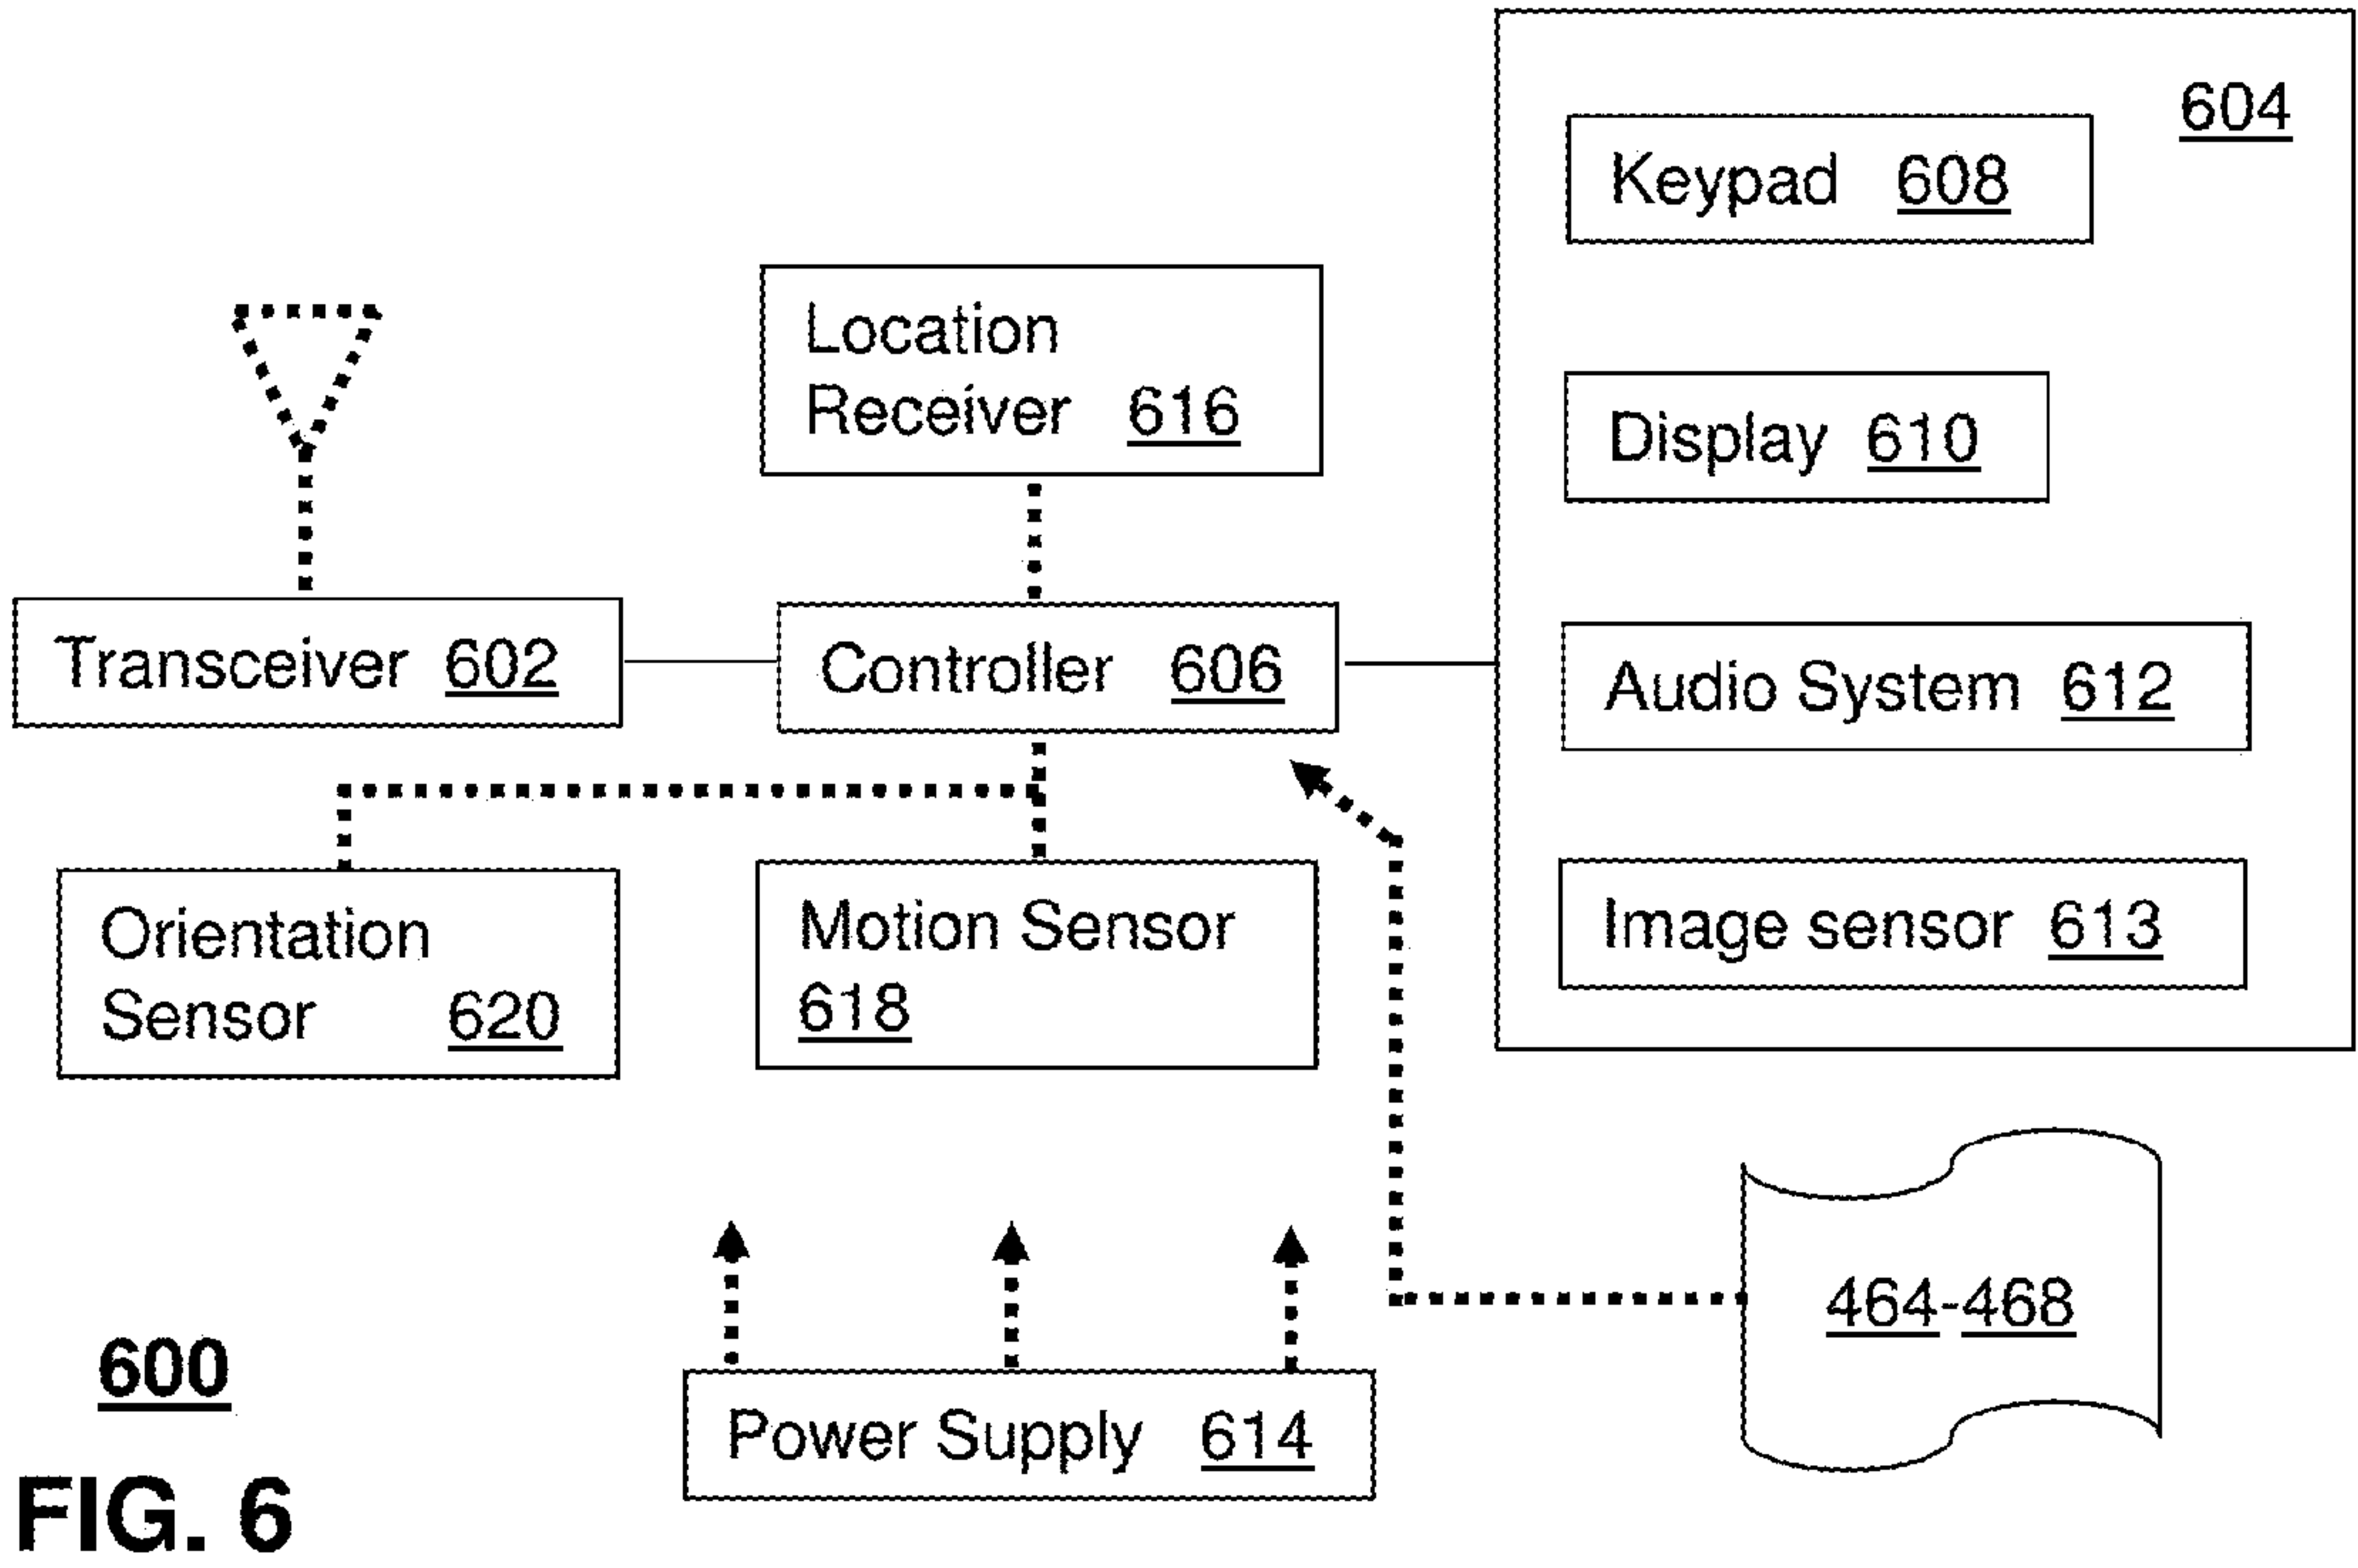 604
Keypad 608
Location
Receiver 616
Display 610
Transceiver 602
Controller 606
Audio System 612
Orientation
Sensor 620
Motion Sensor
618
Image sensor 613
464-468
600
Power Supply 614
FIG. 6